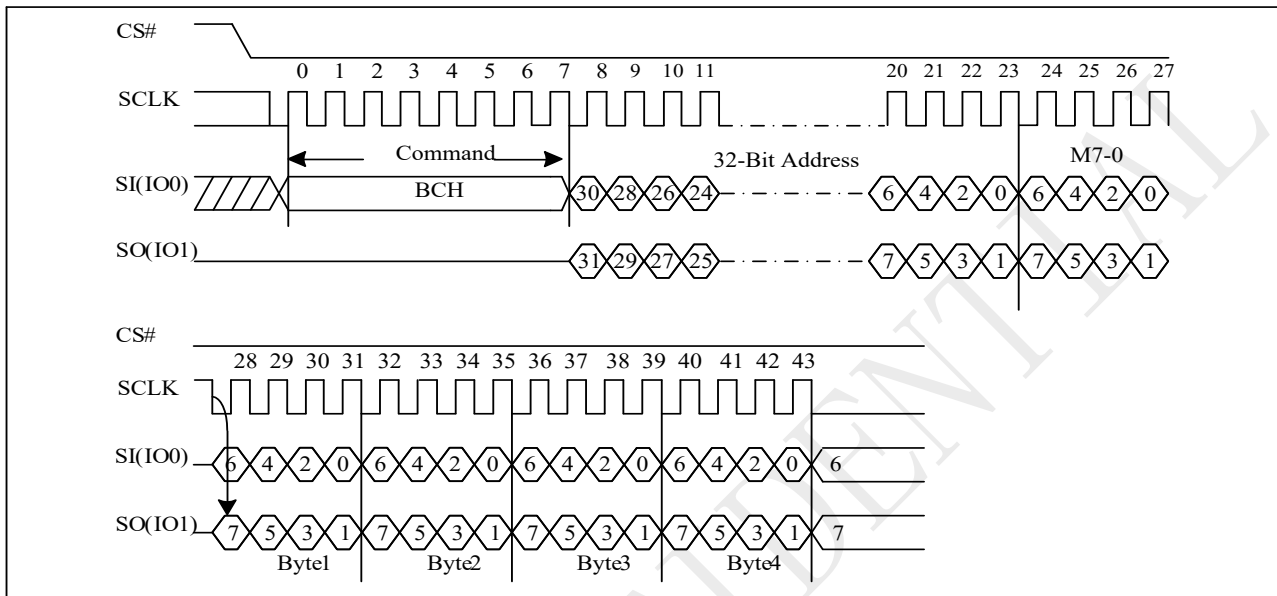 CS#
0 1 2 3 4 5 6 7 8 9 10 11 20 21 22 23 24 25 26 27
SCLK
Command 32-Bit Address M7-0
SI(IO0) BCH 30 28 26 24 6 4 2 0 6 4 2 0
SO(IO1) 31 29 27 25 7 5 3 1 7 5 3 1
CS#
28 29 30 31 32 33 34 35 36 37 38 39 40 41 42 43
SCLK
SI(IO0) 6 4 2 0 6 4 2 0 6 4 2 0 6 4 2 0 6
SO(IO1) 7 5 3 1 7 5 3 1 7 5 3 1 7 5 3 1 7
Byte1 Byte2 Byte3 Byte4
IDENTIAL